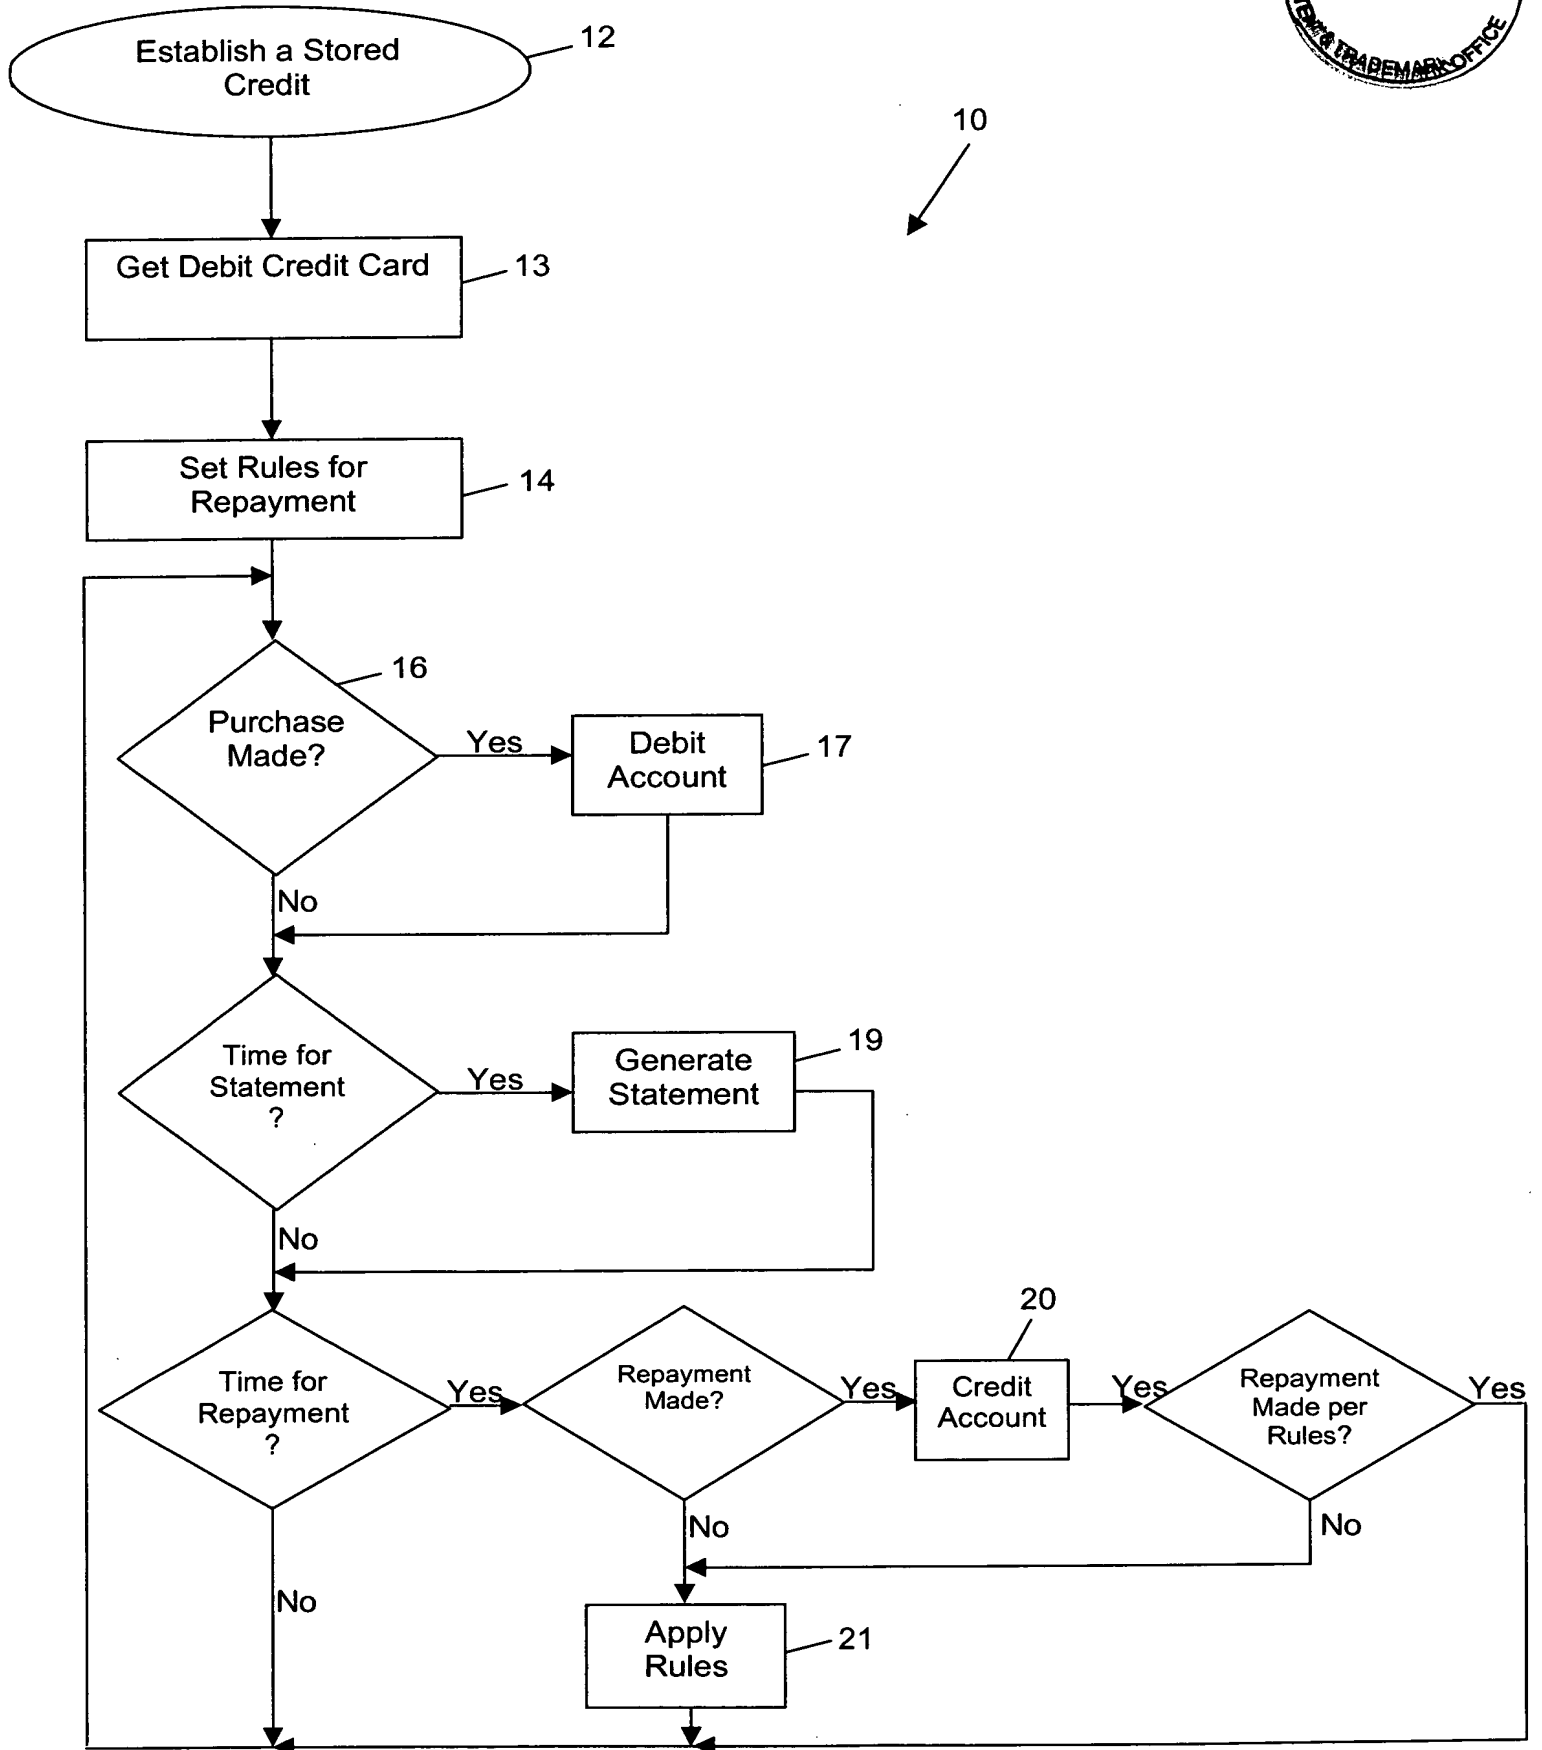 Establish a Stored
Credit
12
& TRADEMARK OFFICE
10
Get Debit Credit Card
13
Set Rules for
Repayment
14
16
Purchase
Made?
Yes
Debit
Account
17
No
Time for
Statement
?
Yes
Generate
Statement
19
No
20
Time for
Repayment
?
Yes
Repayment
Made?
Yes
Credit
Account
Yes
Repayment
Made per
Rules?
Yes
No
No
No
Apply
Rules
21